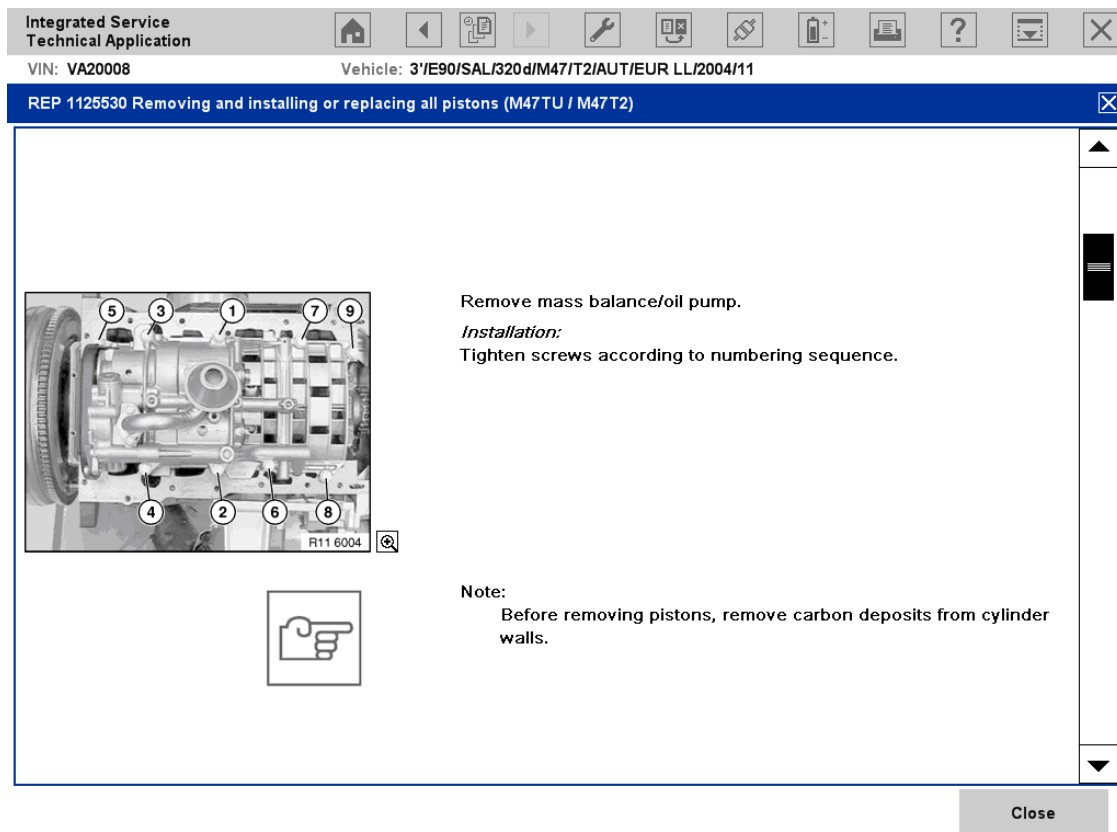 Integrated Service
Technical Application
VIN: VA20008
Vehicle: 3'/E90/SAL/320d/M47/T2/AUT/EUR LL/2004/11
REP 1125530 Removing and installing or replacing all pistons (M47TU / M47T2)
Remove mass balance/oil pump.
Installation:
Tighten screws according to numbering sequence.
5 3 1 7 9
4 2 6 8
R11 6004
Note:
Before removing pistons, remove carbon deposits from cylinder
walls.
Close